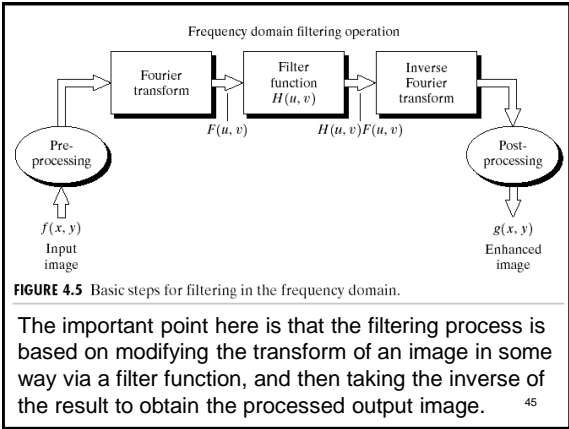 Frequency domain filtering operation
Fourier
transform
Filter
function
H(u, v)
Inverse
Fourier
transform
F(u, v)
H(u, v)F(u, v)
Pre-
processing
Post-
processing
f(x, y)
Input
image
g(x, y)
Enhanced
image
FIGURE 4.5 Basic steps for filtering in the frequency domain.
The important point here is that the filtering process is
based on modifying the transform of an image in some
way via a filter function, and then taking the inverse of
the result to obtain the processed output image. 45